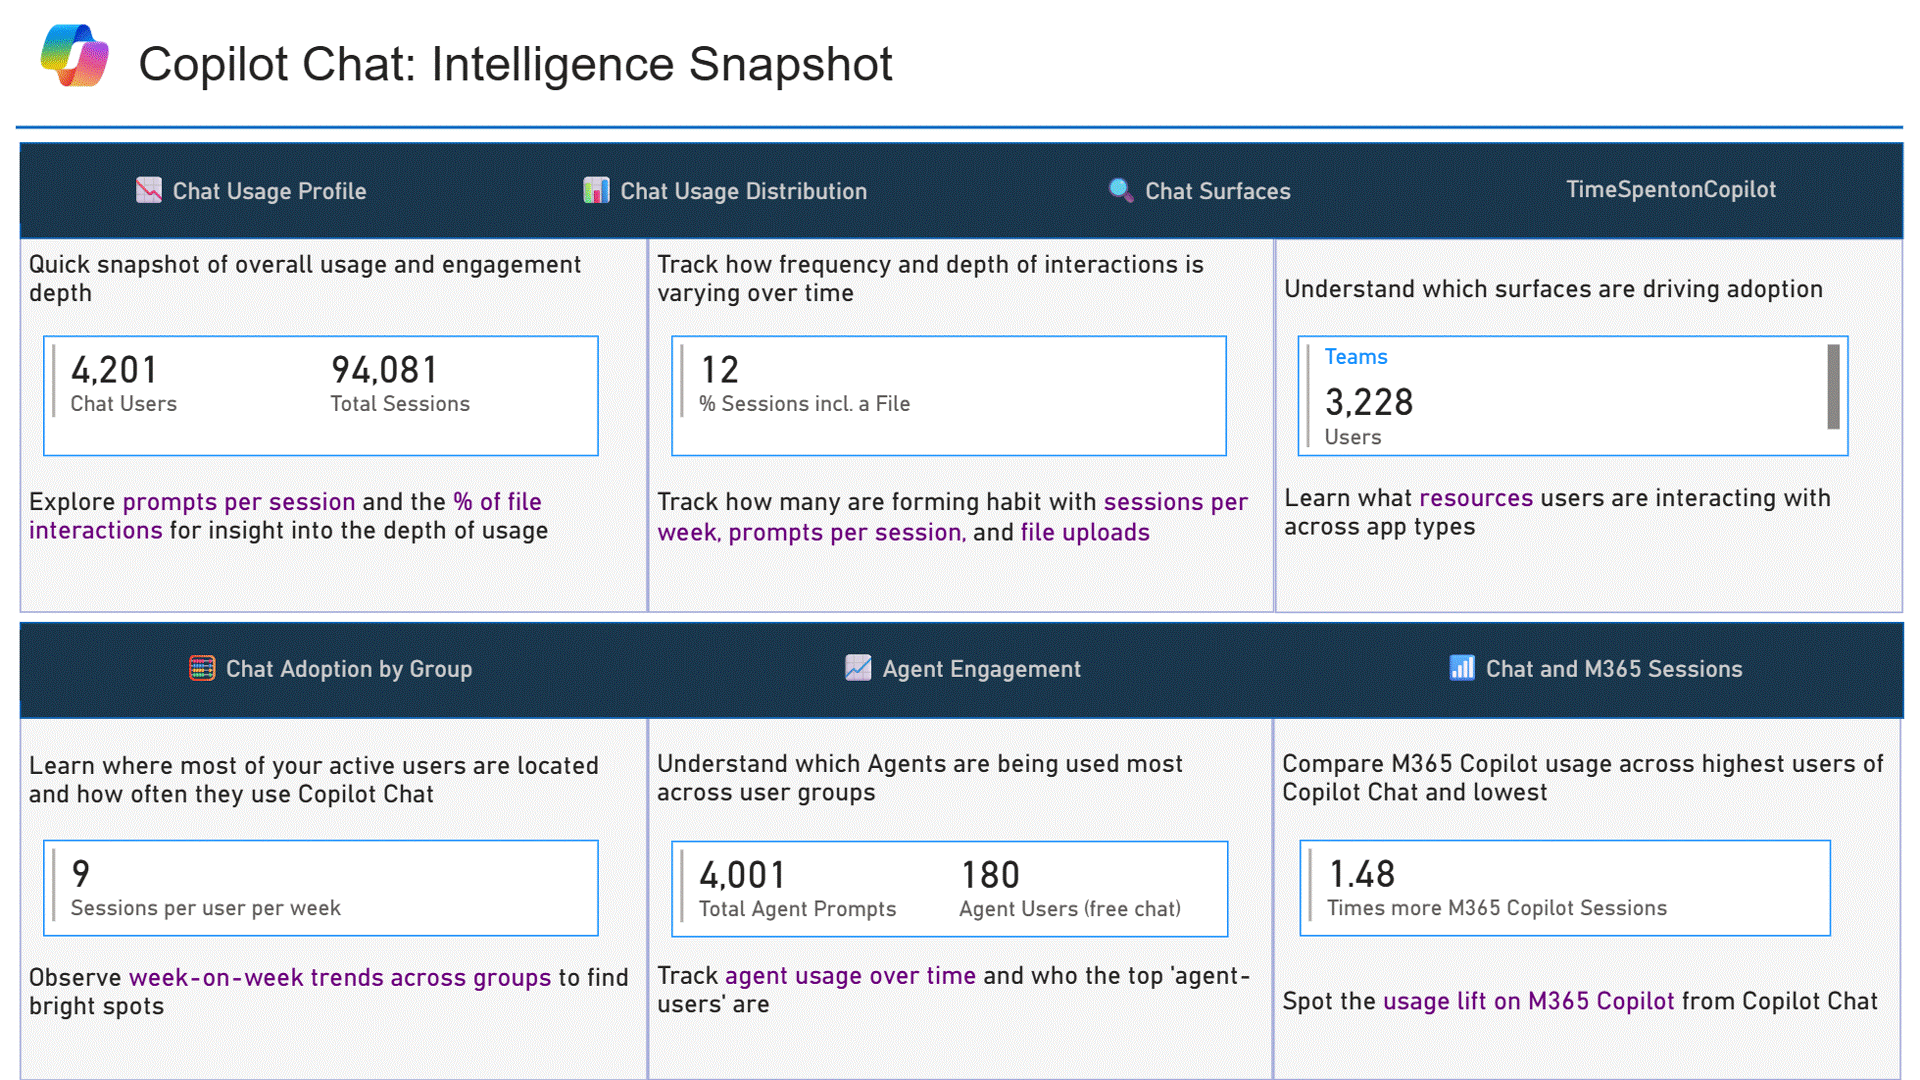 Copilot Chat: Intelligence Snapshot
Chat Usage Profile
Chat Usage Distribution
Chat Surfaces
TimeSpentonCopilot
Quick snapshot of overall usage and engagement
depth
4,201
Chat Users
94,081
Total Sessions
Explore prompts per session and the % of file
interactions for insight into the depth of usage
Track how frequency and depth of interactions is
varying over time
12
% Sessions incl. a File
Track how many are forming habit with sessions per
week, prompts per session, and file uploads
Understand which surfaces are driving adoption
Teams
3,228
Users
Learn what resources users are interacting with
across app types
Chat Adoption by Group
Agent Engagement
Chat and M365 Sessions
Learn where most of your active users are located
and how often they use Copilot Chat
9
Sessions per user per week
Observe week-on-week trends across groups to find
bright spots
Understand which Agents are being used most
across user groups
4,001
Total Agent Prompts
180
Agent Users (free chat)
Track agent usage over time and who the top 'agent-
users' are
Compare M365 Copilot usage across highest users of
Copilot Chat and lowest
1.48
Times more M365 Copilot Sessions
Spot the usage lift on M365 Copilot from Copilot Chat